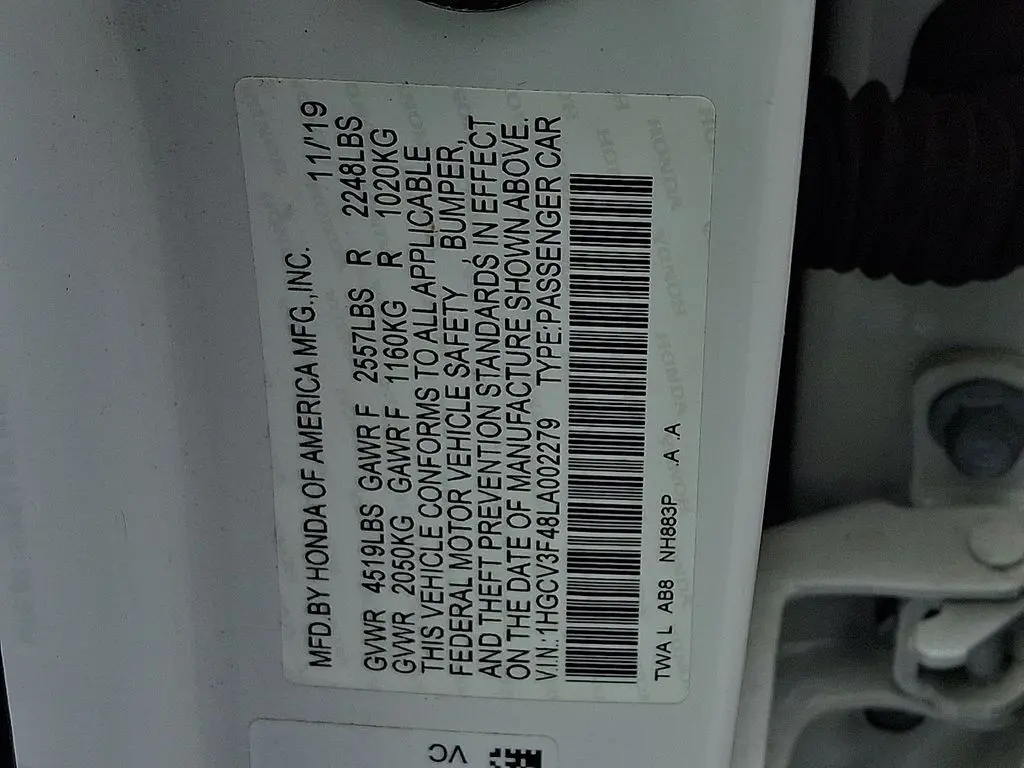 MFD.BY HONDA OF AMERICA MFG.,INC. 11/'19
GVWR 4519LBS GAWR F 2557LBS R 2248LBS
GVWR 2050KG GAWR F 1160KG R 1020KG
THIS VEHICLE CONFORMS TO ALL APPLICABLE
FEDERAL MOTOR VEHICLE SAFETY , BUMPER,
AND THEFT PREVENTION STANDARDS IN EFFECT
ON THE DATE OF MANUFACTURE SHOWN ABOVE.
V.I.N.:1HGCV3F48LA002279 TYPE:PASSENGER CAR
TWA L AB8 NH883P .A .A
VC